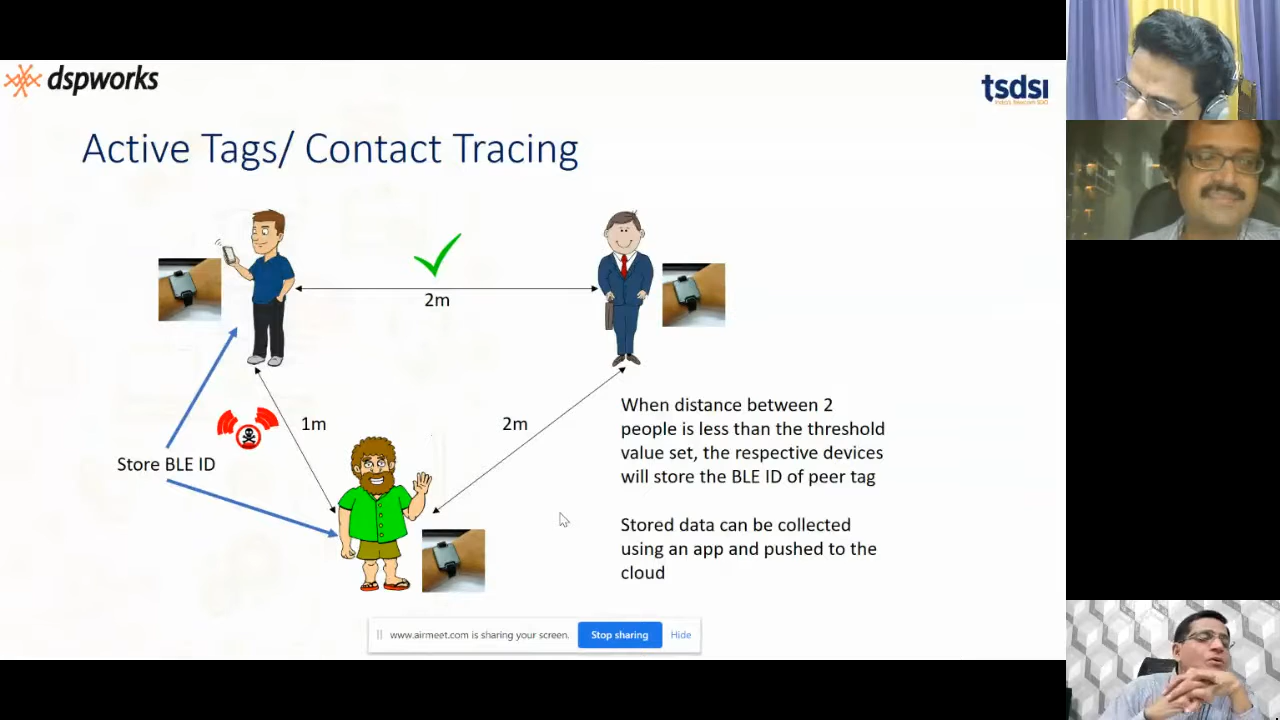 dspworks
tsdsi
India's Telecom SDO
Active Tags/ Contact Tracing
2m
1m
2m
Store BLE ID
When distance between 2
people is less than the threshold
value set, the respective devices
will store the BLE ID of peer tag
Stored data can be collected
using an app and pushed to the
cloud
www.airmeet.com is sharing your screen.
Stop sharing
Hide